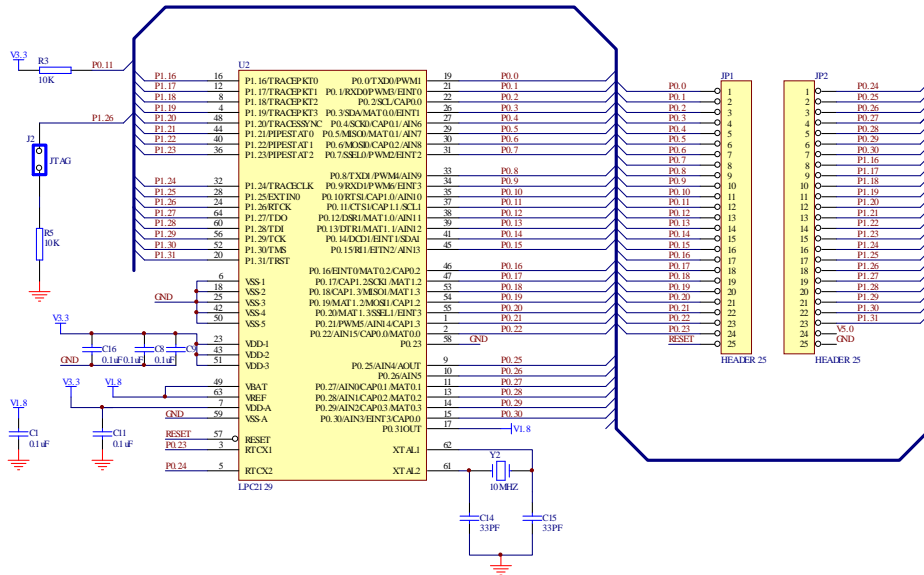 V3.3 R3 10K P0.11
P1.26
J2
JTAG
R5
10K
U2
P1.16 16 P1.16/TRACEPKT0 P0.0/TXD0/PWM1 19 P0.0
P1.17 12 P1.17/TRACEPKT1 P0.1/RXD0/PWM3/EINT0 21 P0.1
P1.18 8 P1.18/TRACEPKT2 P0.2/SCL/CAP0.0 22 P0.2
P1.19 4 P1.19/TRACEPKT3 P0.3/SDA/MAT0.0/EINT1 26 P0.3
P1.20 48 P1.20/TRACESYNC P0.4/SCK0/CAP0.1/AIN6 27 P0.4
P1.21 44 P1.21/PIPESTAT0 P0.5/MISO0/MAT0.1/AIN7 29 P0.5
P1.22 40 P1.22/PIPESTAT1 P0.6/MOSI0/CAP0.2/AIN8 30 P0.6
P1.23 36 P1.23/PIPESTAT2 P0.7/SSEL0/PWM2/EINT2 31 P0.7
P0.8/TXD1/PWM4/AIN9 33 P0.8
P1.24 32 P1.24/TRACECLK P0.9/RXD1/PWM6/EINT3 34 P0.9
P1.25 28 P1.25/EXTIN0 P0.10/RTS1/CAP1.0/AIN10 35 P0.10
P1.26 24 P1.26/RTCK P0.11/CTS1/CAP1.1/SCL1 37 P0.11
P1.27 64 P1.27/TDO P0.12/DSR1/MAT1.0/AIN11 38 P0.12
P1.28 60 P1.28/TDI P0.13/DTR1/MAT1.1/AIN12 39 P0.13
P1.29 56 P1.29/TCK P0.14/DCD1/EINT1/SDA1 41 P0.14
P1.30 52 P1.30/TMS P0.15/RI1/EINT2/AIN13 45 P0.15
P1.31 20 P1.31/TRST
P0.16/EINT0/MAT0.2/CAP0.2 46 P0.16
6 VSS-1 P0.17/CAP1.2/SCK1/MAT1.2 47 P0.17
18 VSS-2 P0.18/CAP1.3/MISO1/MAT1.3 53 P0.18
GND 25 VSS-3 P0.19/MAT1.2/MOSI1/CAP1.2 54 P0.19
42 VSS-4 P0.20/MAT1.3/SSEL1/EINT3 55 P0.20
50 VSS-5 P0.21/PWM5/AIN14/CAP1.3 1 P0.21
P0.22/AIN15/CAP0.0/MAT0.0 2 P0.22
V3.3 23 VDD-1 P0.23 58 GND
43 VDD-2
51 VDD-3 P0.25/AIN4/AOUT 9 P0.25
C16 0.1uF C8 0.1uF C9
GND
P0.26/AIN5 10 P0.26
V3.3 V1.8 49 VBAT P0.27/AIN0/CAP0.1/MAT0.1 11 P0.27
63 VREF P0.28/AIN1/CAP0.2/MAT0.2 13 P0.28
7 VDD-A P0.29/AIN2/CAP0.3/MAT0.3 14 P0.29
GND 59 VSS-A P0.30/AIN3/EINT3/CAP0.0 15 P0.30
P0.31OUT 17 V1.8
V1.8 C1 0.1uF C11 0.1uF
RESET 57 RESET
P0.23 3 RTCX1 XTAL1 62
P0.24 5 RTCX2 XTAL2 61
LPC2129
Y2
10MHZ
C14 33PF C15 33PF
JP1 JP2
P0.0 1 1 P0.24
P0.1 2 2 P0.25
P0.2 3 3 P0.26
P0.3 4 4 P0.27
P0.4 5 5 P0.28
P0.5 6 6 P0.29
P0.6 7 7 P0.30
P0.7 8 8 P1.16
P0.8 9 9 P1.17
P0.9 10 10 P1.18
P0.10 11 11 P1.19
P0.11 12 12 P1.20
P0.12 13 13 P1.21
P0.13 14 14 P1.22
P0.14 15 15 P1.23
P0.15 16 16 P1.24
P0.16 17 17 P1.25
P0.17 18 18 P1.26
P0.18 19 19 P1.27
P0.19 20 20 P1.28
P0.20 21 21 P1.29
P0.21 22 22 P1.30
P0.22 23 23 P1.31
P0.23 24 24 V5.0
RESET 25 25 GND
HEADER 25 HEADER 25